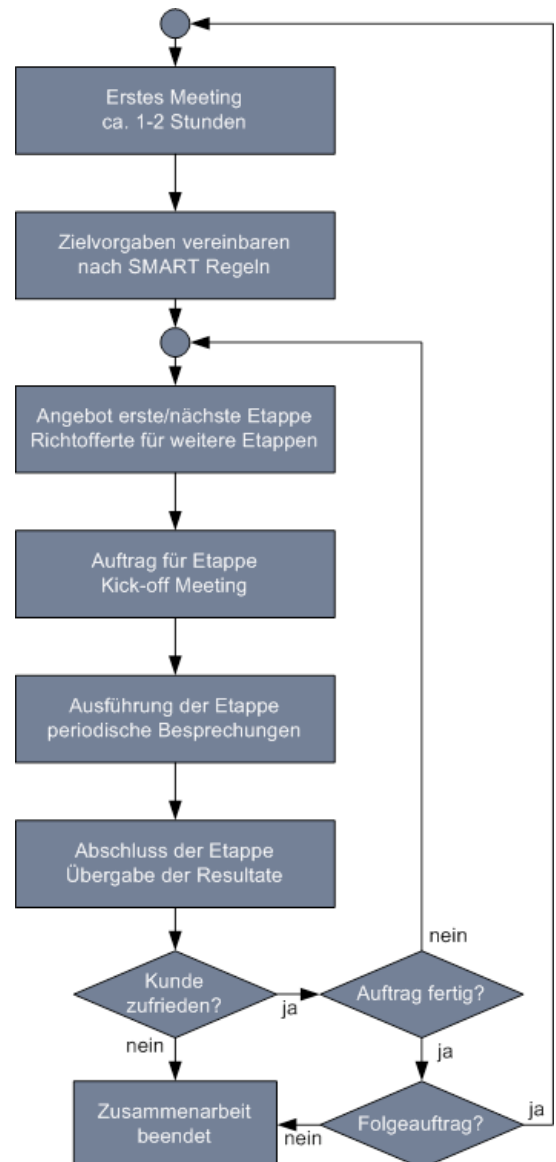 Erstes Meeting
ca. 1-2 Stunden
Zielvorgaben vereinbaren
nach SMART Regeln
Angebot erste/nächste Etappe
Richtofferte für weitere Etappen
Auftrag für Etappe
Kick-off Meeting
Ausführung der Etappe
periodische Besprechungen
Abschluss der Etappe
Übergabe der Resultate
nein
Kunde
zufrieden?
ja
Auftrag fertig?
nein
ja
Zusammenarbeit
beendet
nein
Folgeauftrag?
ja